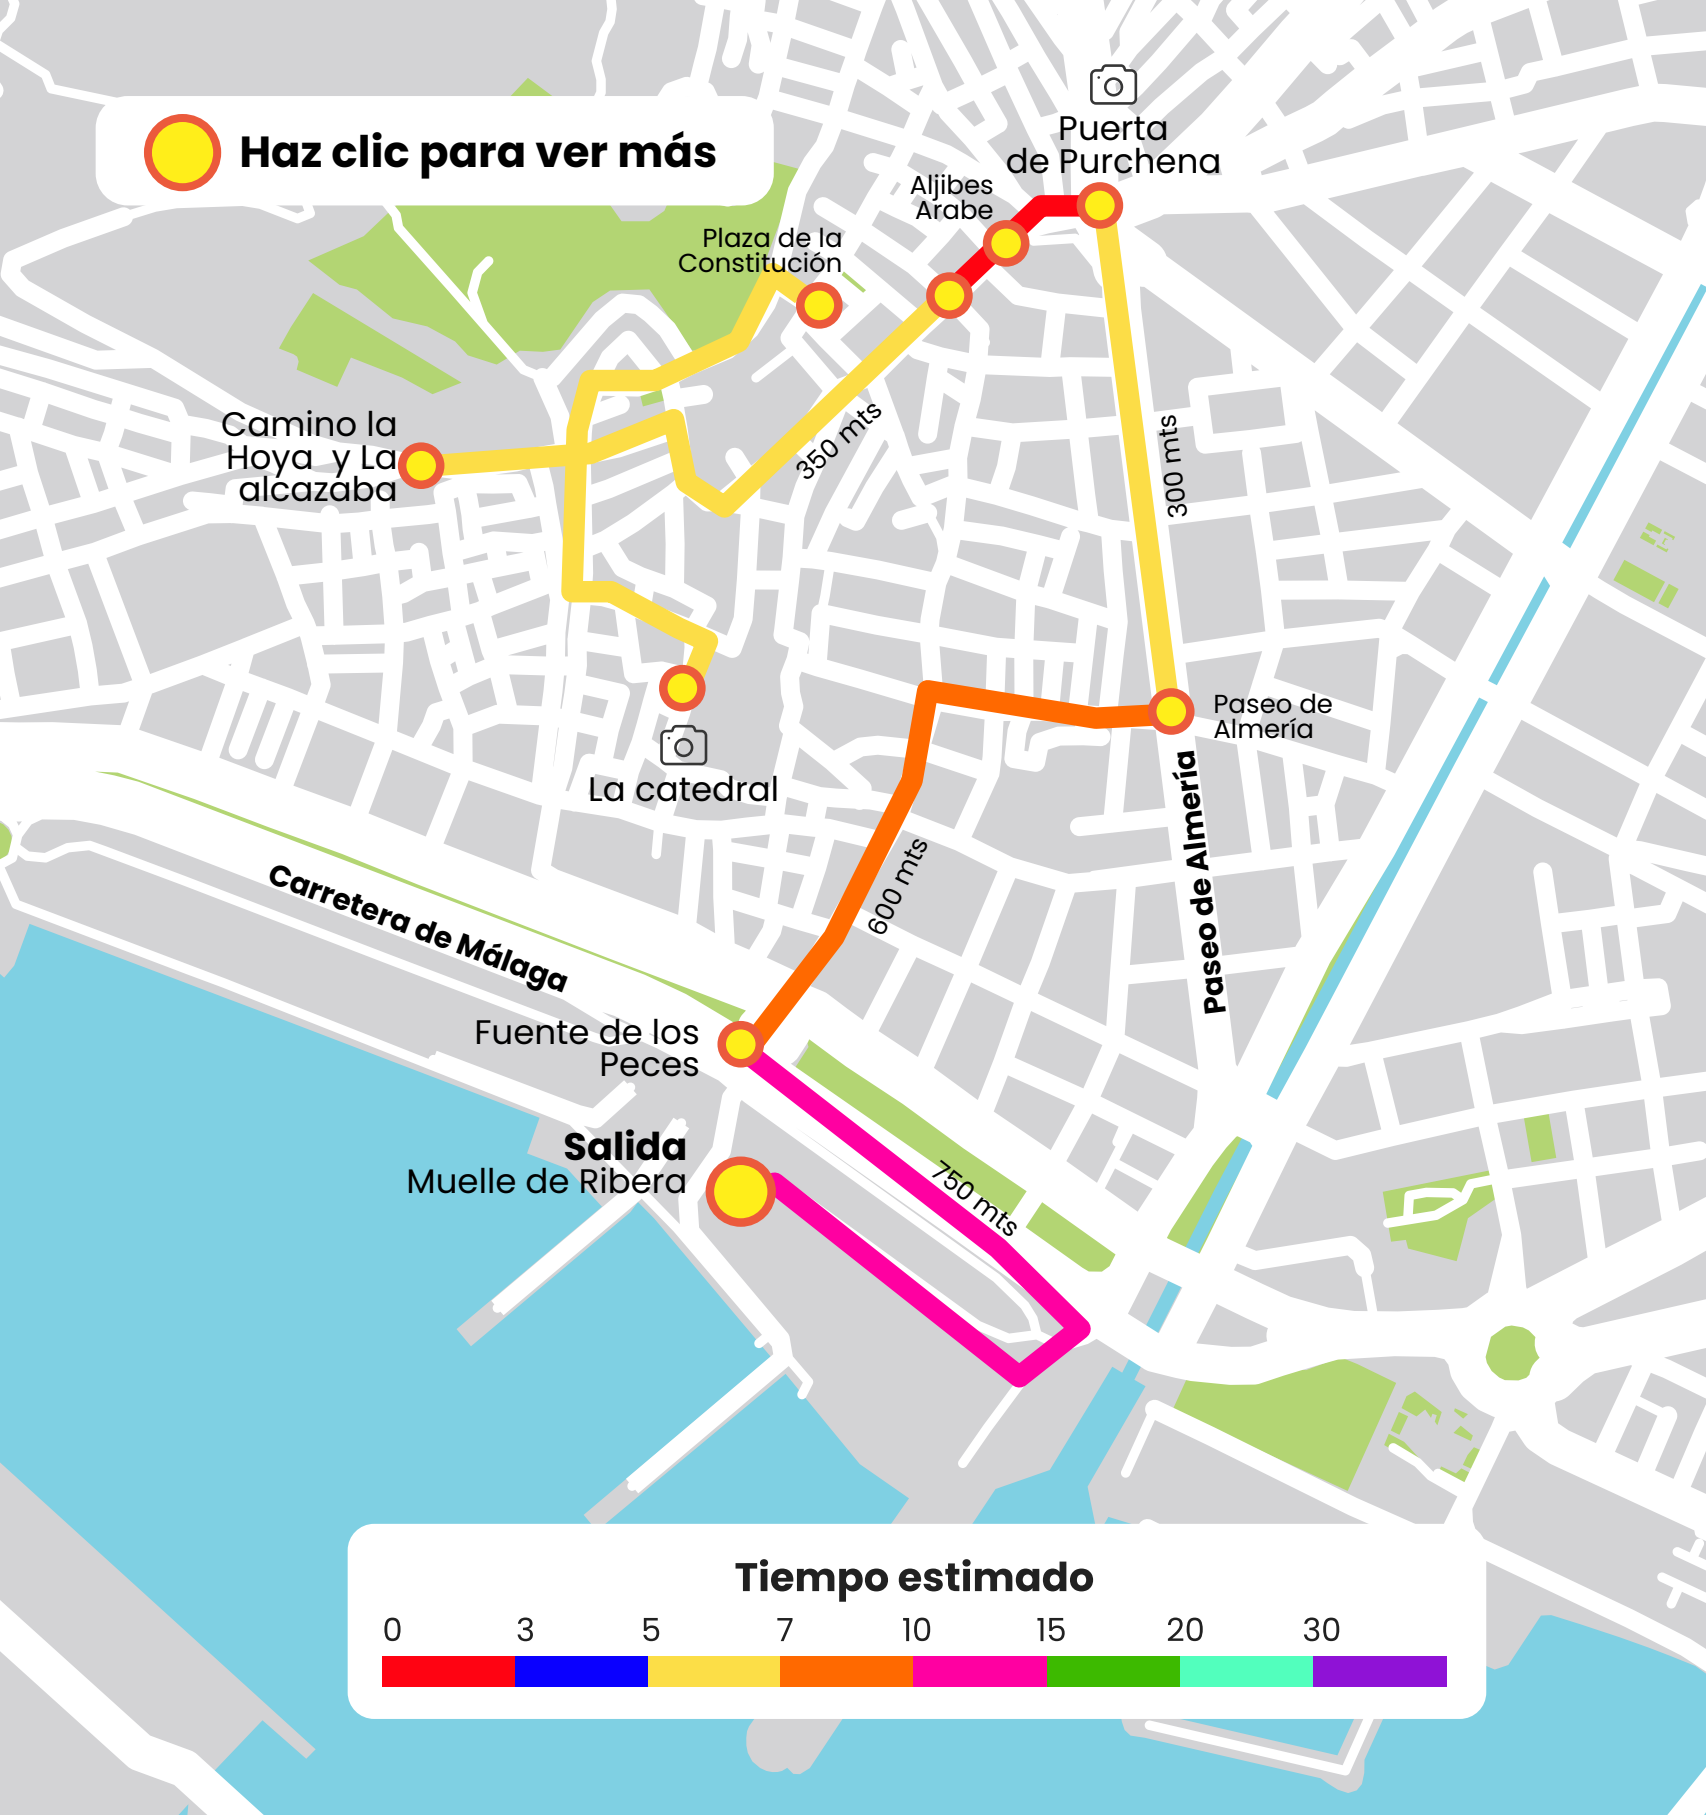 Haz clic para ver más
Puerta
de Purchena
Aljibes
Arabe
Plaza de la
Constitución
Camino la
Hoya y La
alcazaba
350 mts
300 mts
La catedral
Paseo de
Almería
Paseo de Almería
600 mts
Carretera de Málaga
Fuente de los
Peces
Salida
Muelle de Ribera
750 mts
Tiempo estimado
0 3 5 7 10 15 20 30